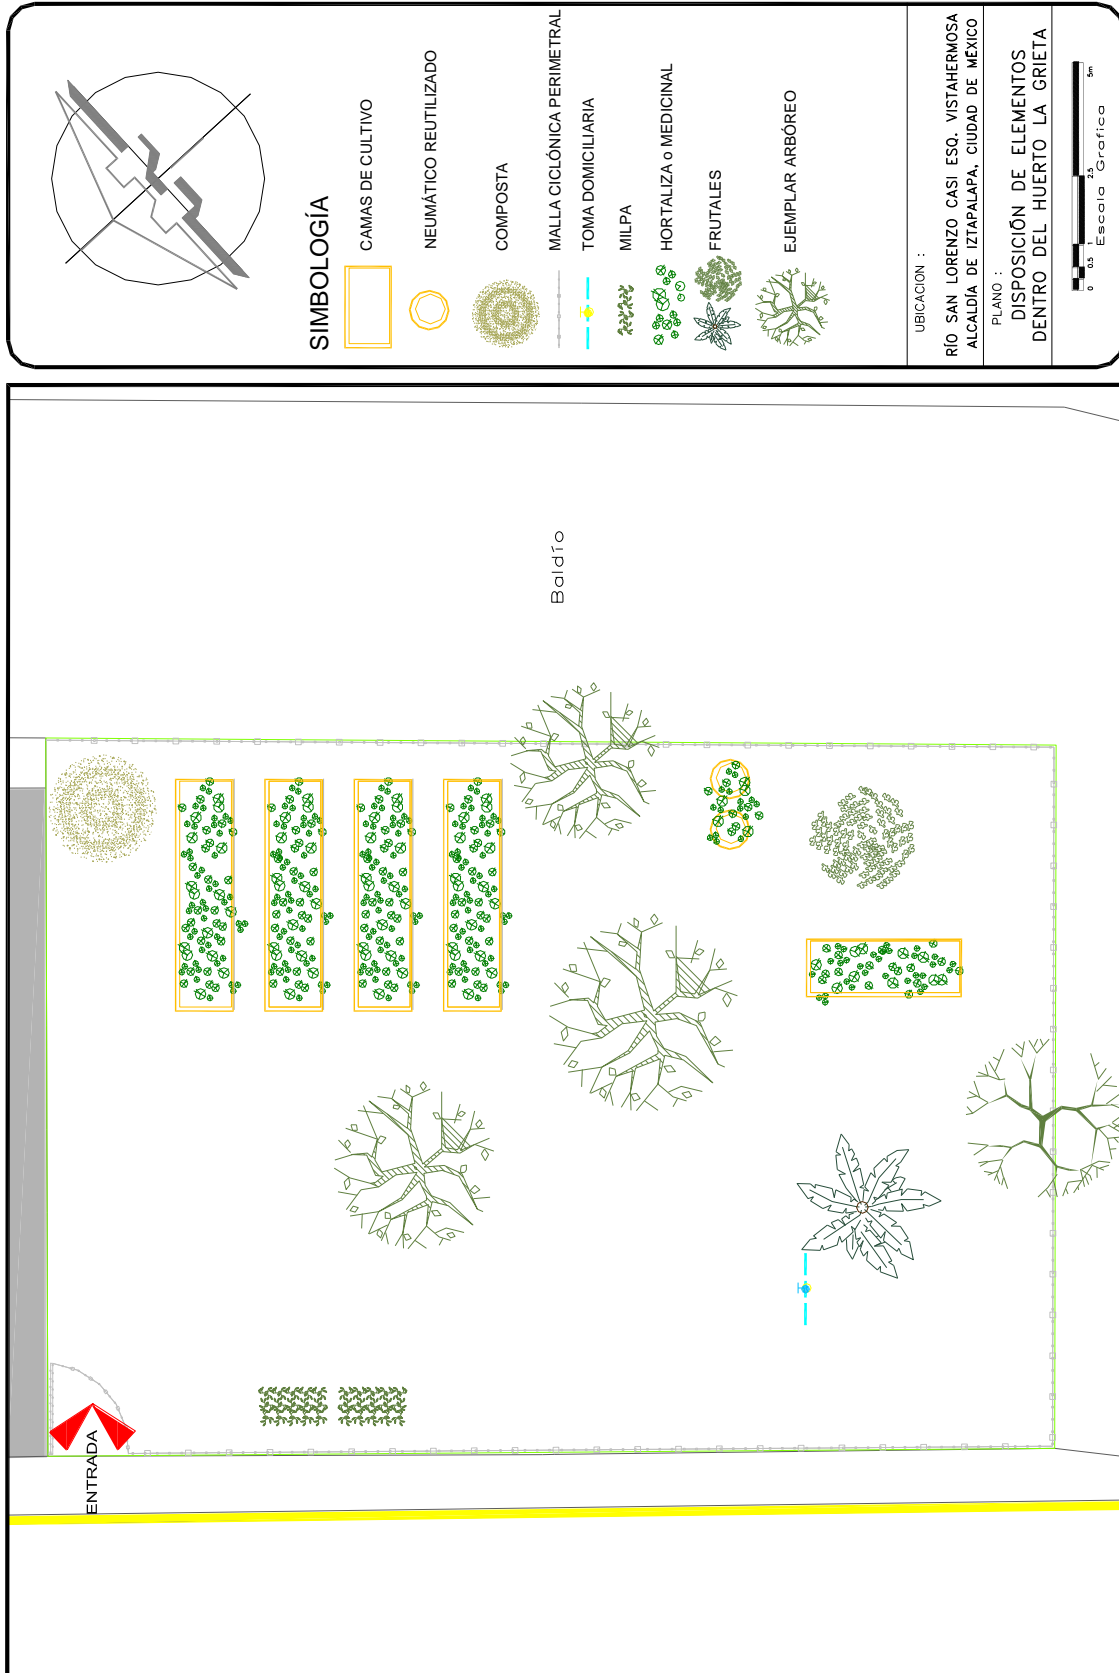 SIMBOLOGÍA
CAMAS DE CULTIVO
NEUMÁTICO REUTILIZADO
COMPOSTA
MALLA CICLÓNICA PERIMETRAL
TOMA DOMICILIARIA
MILPA
HORTALIZA o MEDICINAL
FRUTALES
EJEMPLAR ARBÓREO
UBICACION :
RÍO SAN LORENZO CASI ESQ. VISTAHERMOSA
ALCALDÍA DE IZTAPALAPA, CIUDAD DE MÉXICO
PLANO :
DISPOSICIÓN DE ELEMENTOS
DENTRO DEL HUERTO LA GRIETA
0 0.5 1 2.5 5m
Escala Grafica
Baldío
ENTRADA